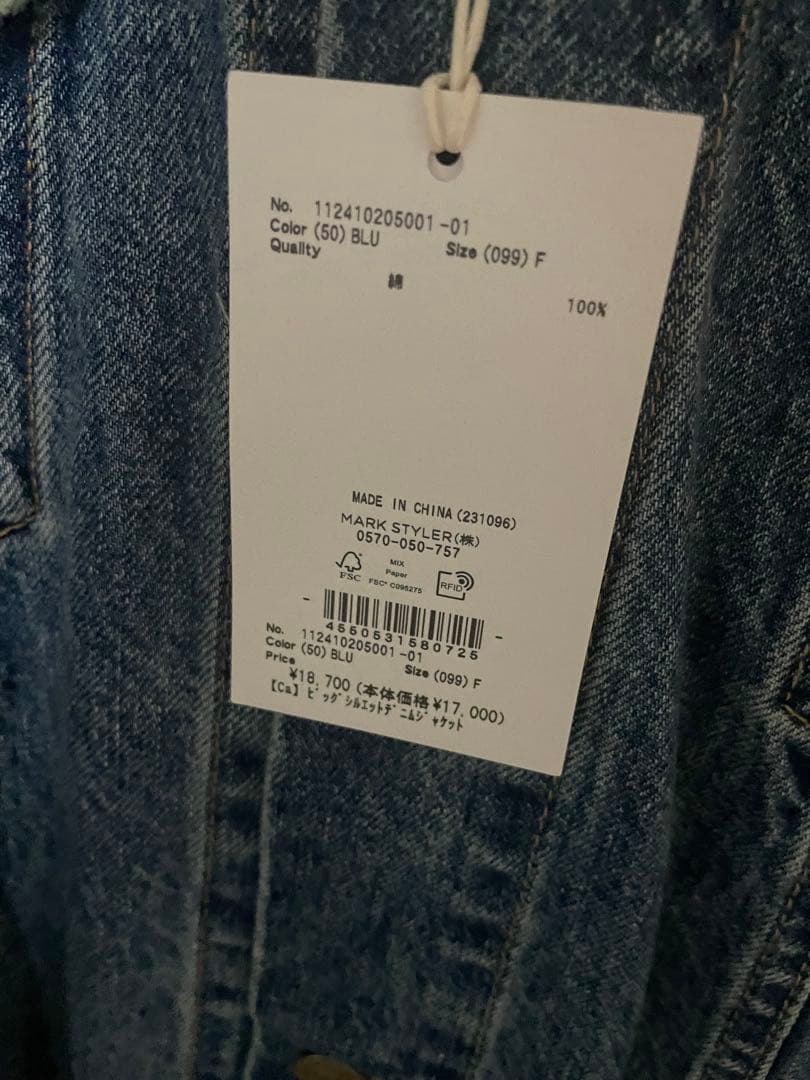 No. 112410205001-01
Color (50) BLU Size (099) F
Quality
綿 100%
MADE IN CHINA(231096)
MARK STYLER(株)
0570-050-757
FSC
MIX
Paper
FSC® C095275
RFID
4550531580725
No. 112410205001-01
Color (50) BLU Size (099) F
Price
¥18,700 (本体価格¥17,000)
【Ca】ビッグシルエットデニムジャケット